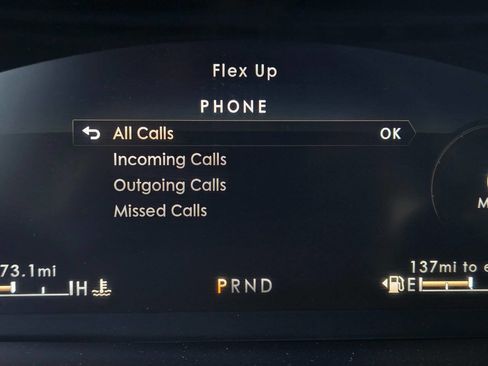 Flex Up
PHONE
All Calls OK
Incoming Calls
Outgoing Calls
Missed Calls
73.1mi
137mi to
H
PRND
E